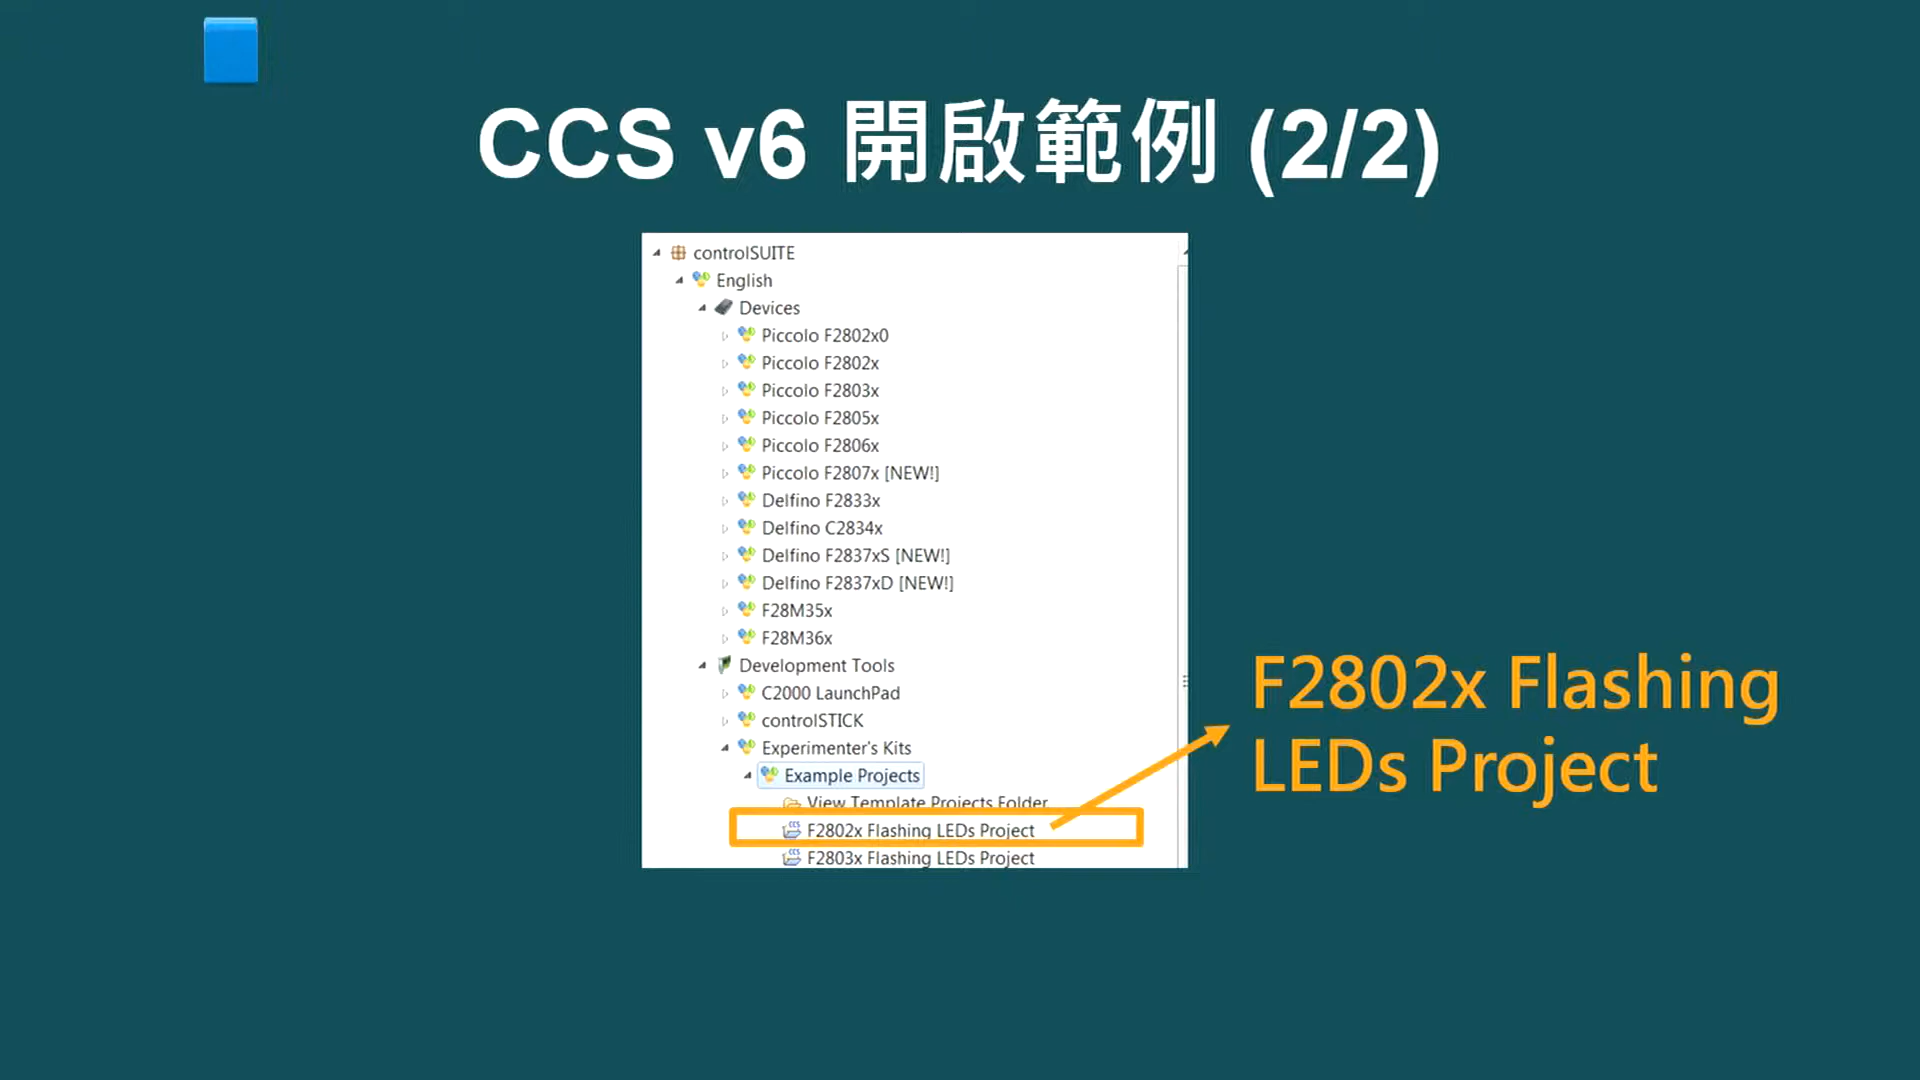 CCS v6 開啟範例 (2/2)
controlSUITE
English
Devices
Piccolo F2802x0
Piccolo F2802x
Piccolo F2803x
Piccolo F2805x
Piccolo F2806x
Piccolo F2807x [NEW!]
Delfino F2833x
Delfino C2834x
Delfino F2837xS [NEW!]
Delfino F2837xD [NEW!]
F28M35x
F28M36x
Development Tools
C2000 LaunchPad
controlSTICK
Experimenter's Kits
Example Projects
View Template Projects Folder
F2802x Flashing LEDs Project
F2803x Flashing LEDs Project
F2802x Flashing
LEDs Project